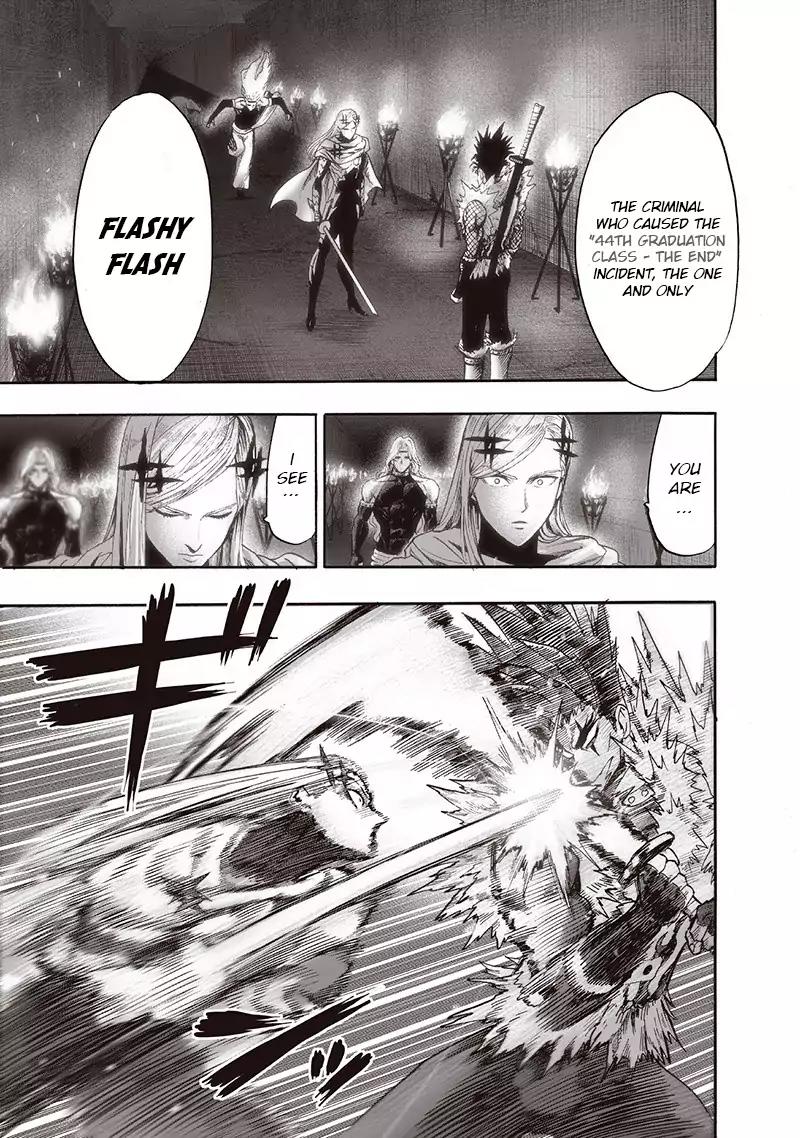 THE CRIMINAL
WHO CAUSED THE
"44TH GRADUATION
CLASS - THE END"
INCIDENT, THE ONE
AND ONLY
FLASHY
FLASH
YOU
ARE
...
I
SEE
...
ギ
ン